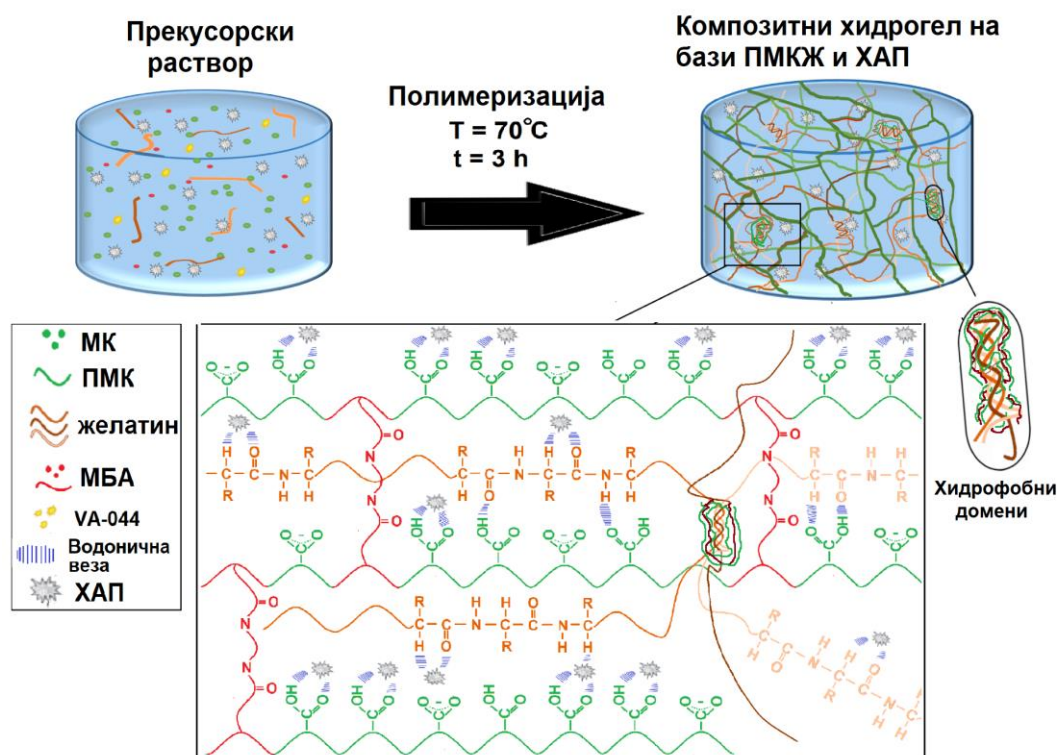 Прекусорски
раствор
Полимеризација
T = 70°C
t = 3 h
Композитни хидрогел на
бази ПМКЖ и ХАП
МК
ПМК
желатин
МБА
VA-044
Водонична
веза
ХАП
Хидрофобни
домени